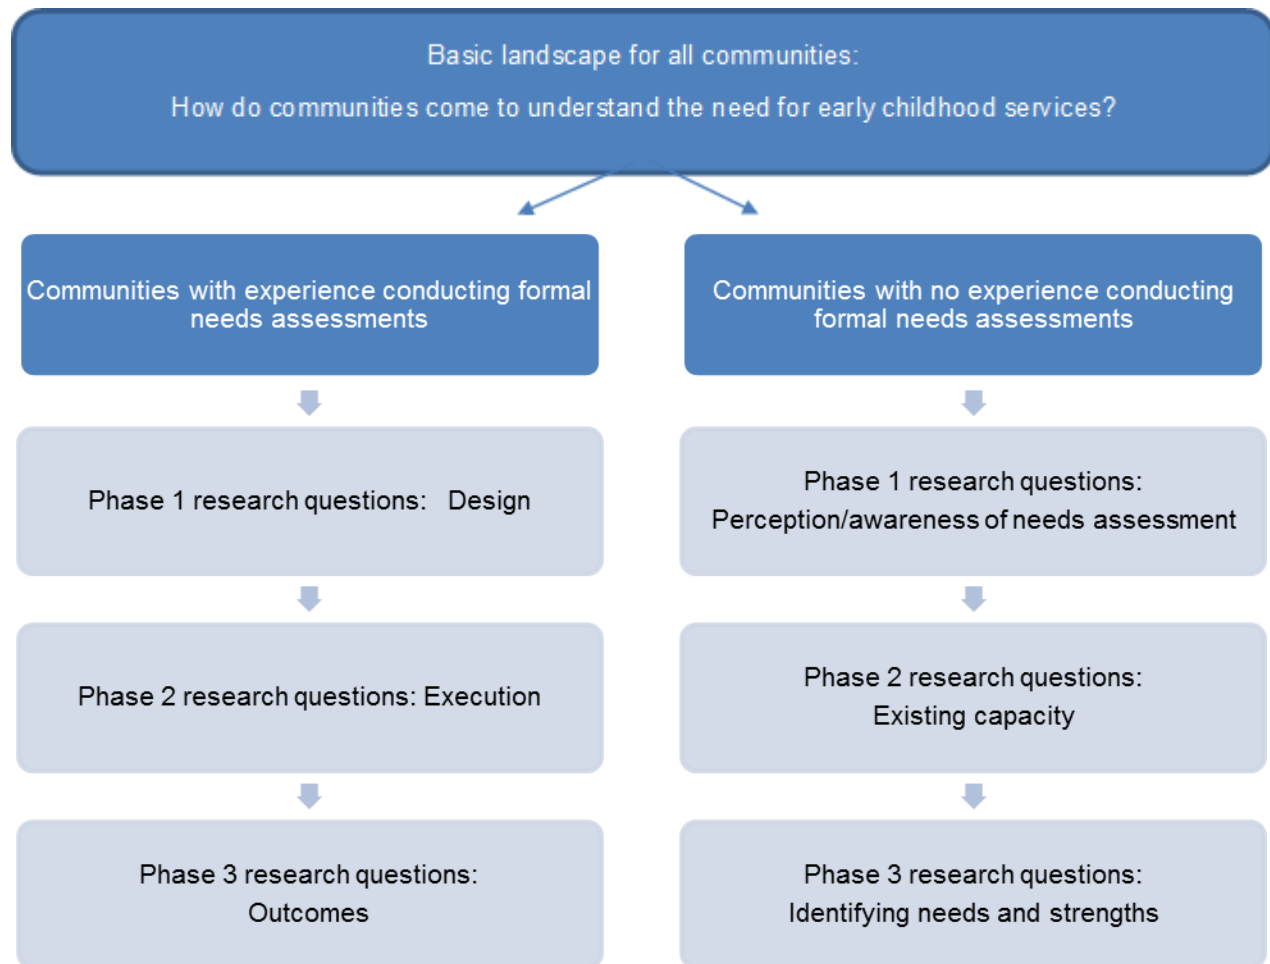 Basic landscape for all communities:
How do communities come to understand the need for early childhood services?
Communities with experience conducting formal
needs assessments
Phase 1 research questions:   Design
Phase 2 research questions: Execution
Phase 3 research questions:
Outcomes
Communities with no experience conducting
formal needs assessments
Phase 1 research questions:
Perception/awareness of needs assessment
Phase 2 research questions:
Existing capacity
Phase 3 research questions:
Identifying needs and strengths